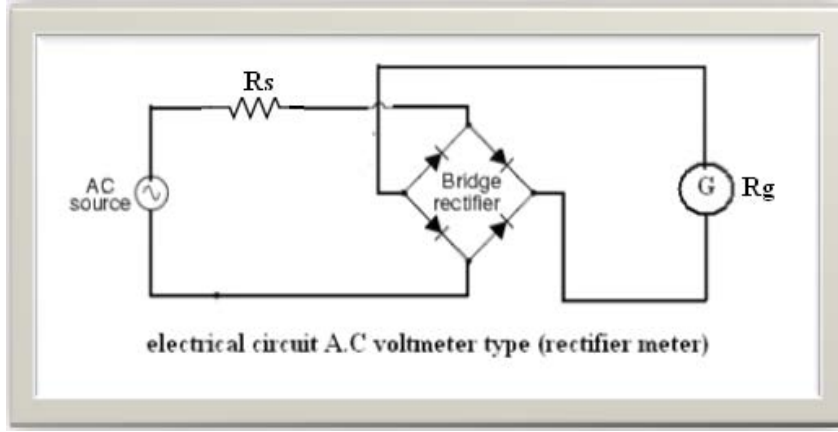 Rs
AC
source
Bridge
rectifier
G
Rg
electrical circuit A.C voltmeter type (rectifier meter)